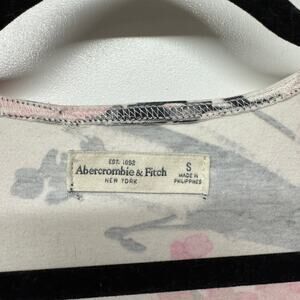 EST. 1892
Abercrombie & Fitch
NEW YORK
S
MADE IN
PHILIPPINES